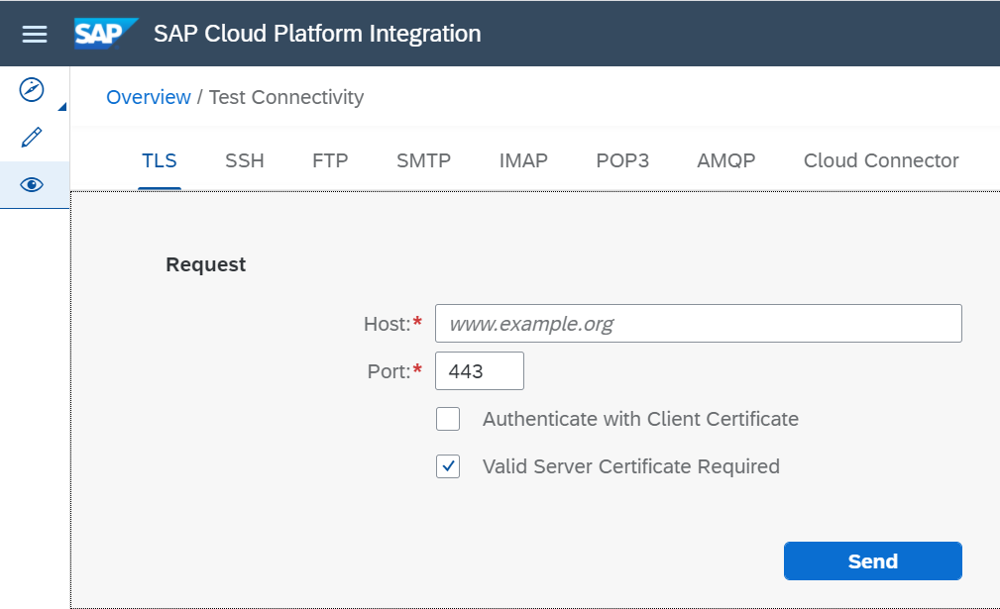 SAP SAP Cloud Platform Integration
Overview / Test Connectivity
TLS SSH FTP SMTP IMAP POP3 AMQP Cloud Connector
Request
Host:* www.example.org
Port:* 443
Authenticate with Client Certificate
Valid Server Certificate Required
Send